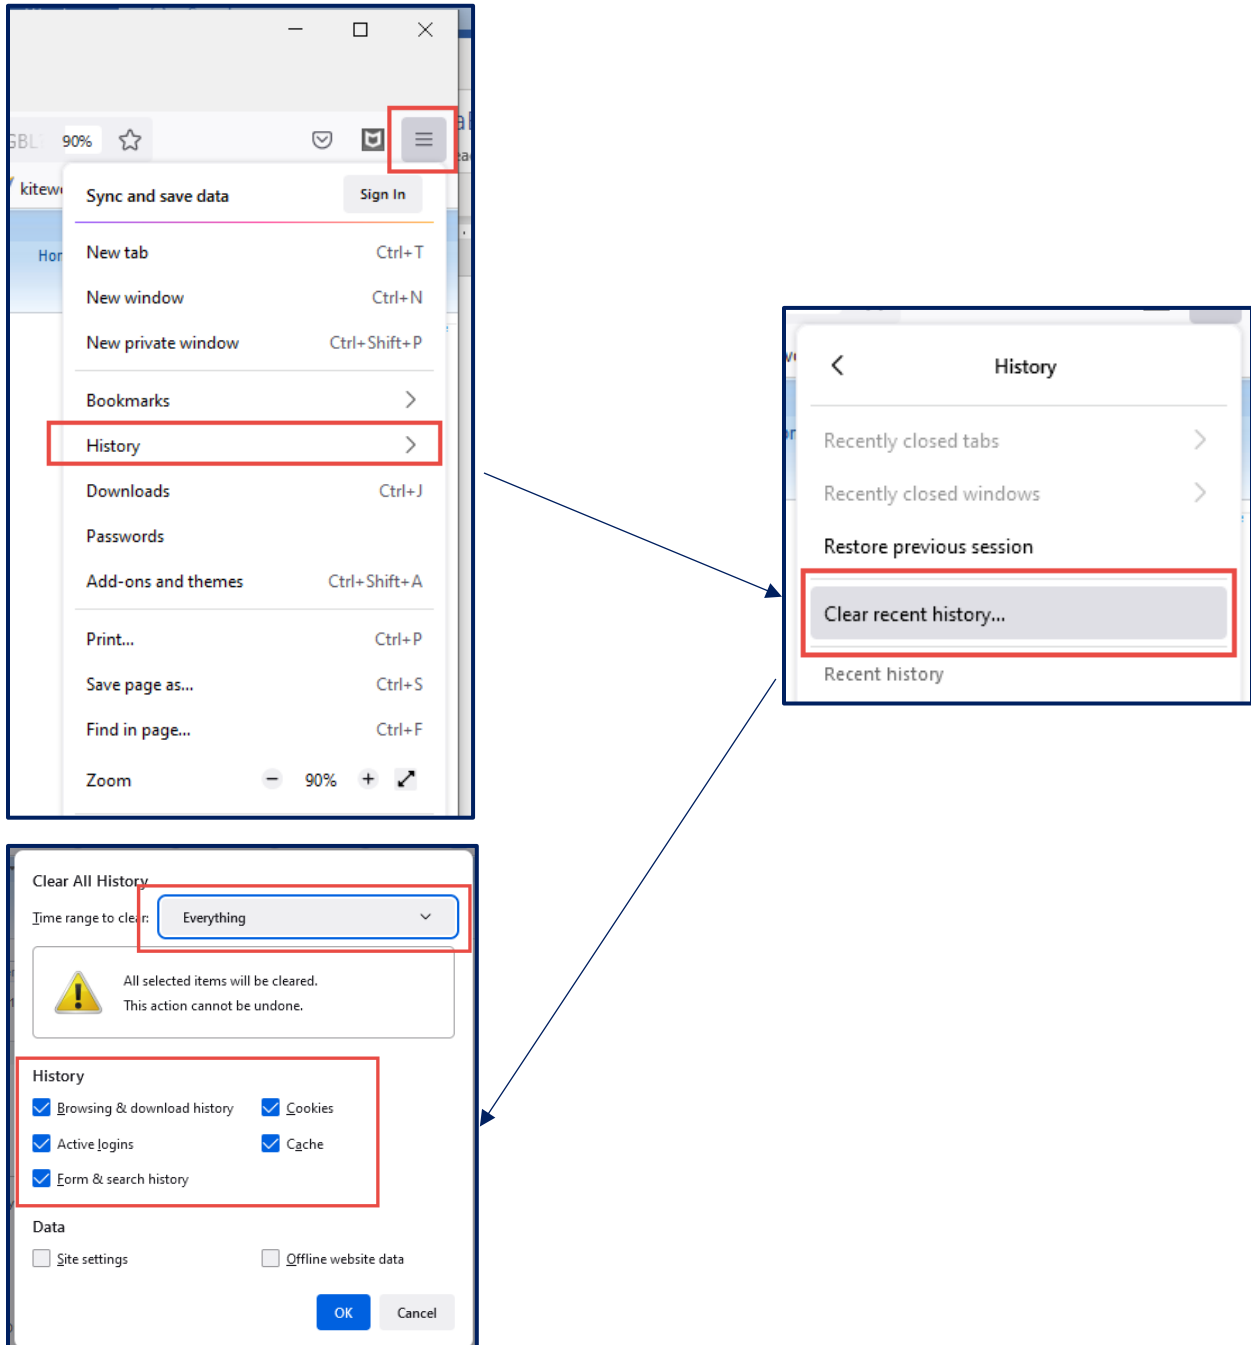 90%
kitew
Sync and save data Sign In
Hor
New tab Ctrl+T
New window Ctrl+N
New private window Ctrl+Shift+P
Bookmarks
History
Downloads Ctrl+J
Passwords
Add-ons and themes Ctrl+Shift+A
Print... Ctrl+P
Save page as... Ctrl+S
Find in page... Ctrl+F
Zoom 90%
History
Recently closed tabs
Recently closed windows
Restore previous session
Clear recent history...
Recent history
Clear All History
Time range to clear: Everything
All selected items will be cleared.
This action cannot be undone.
History
Browsing & download history Cookies
Active logins Cache
Form & search history
Data
Site settings Offline website data
OK Cancel